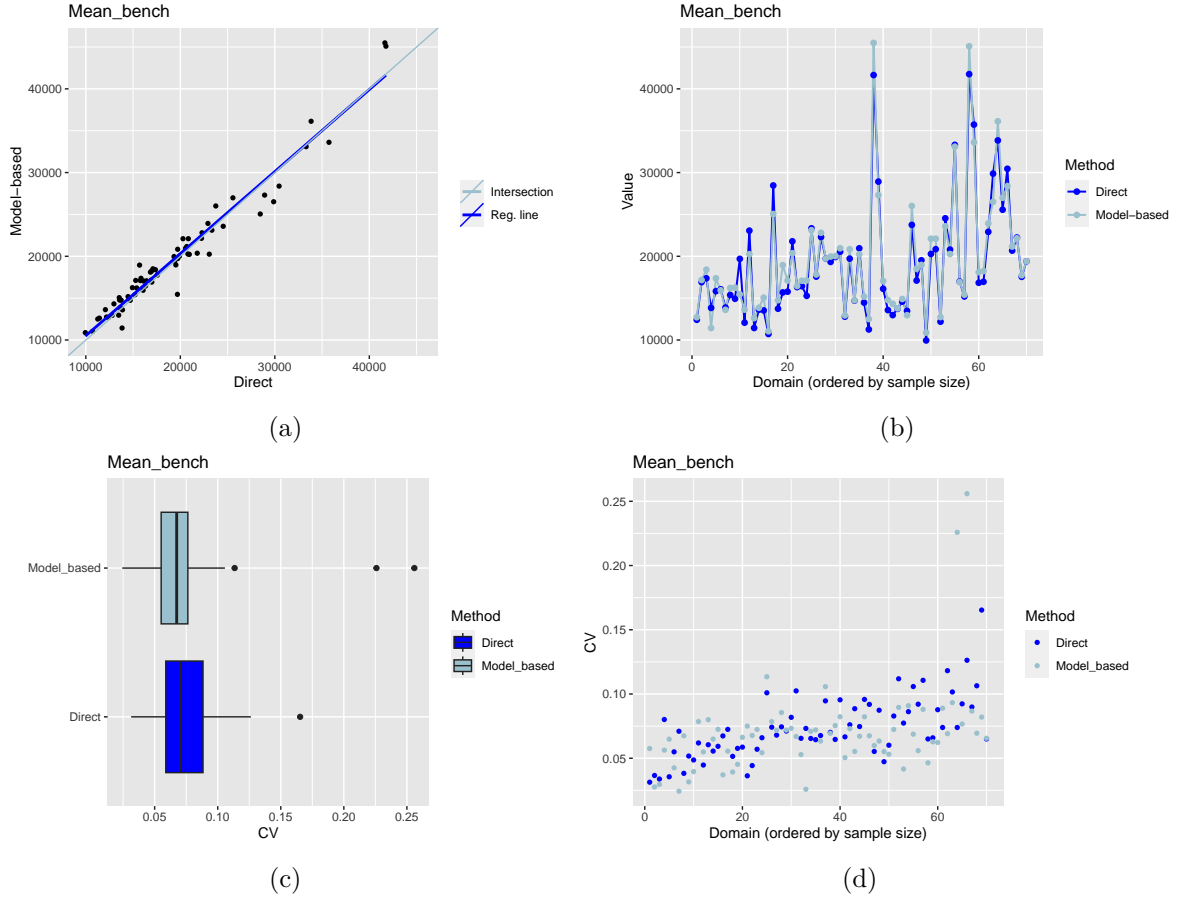 Mean_bench
40000
30000
20000
10000
10000 20000 30000 40000
Direct
Model−based
Intersection
Reg. line
(a)
Mean_bench
40000
30000
20000
10000
0 20 40 60
Domain (ordered by sample size)
Value
Method
Direct
Model−based
(b)
Mean_bench
Model_based
Direct
0.05 0.10 0.15 0.20 0.25
CV
Method
Direct
Model_based
(c)
Mean_bench
0.25
0.20
0.15
0.10
0.05
0 20 40 60
Domain (ordered by sample size)
CV
Method
Direct
Model_based
(d)